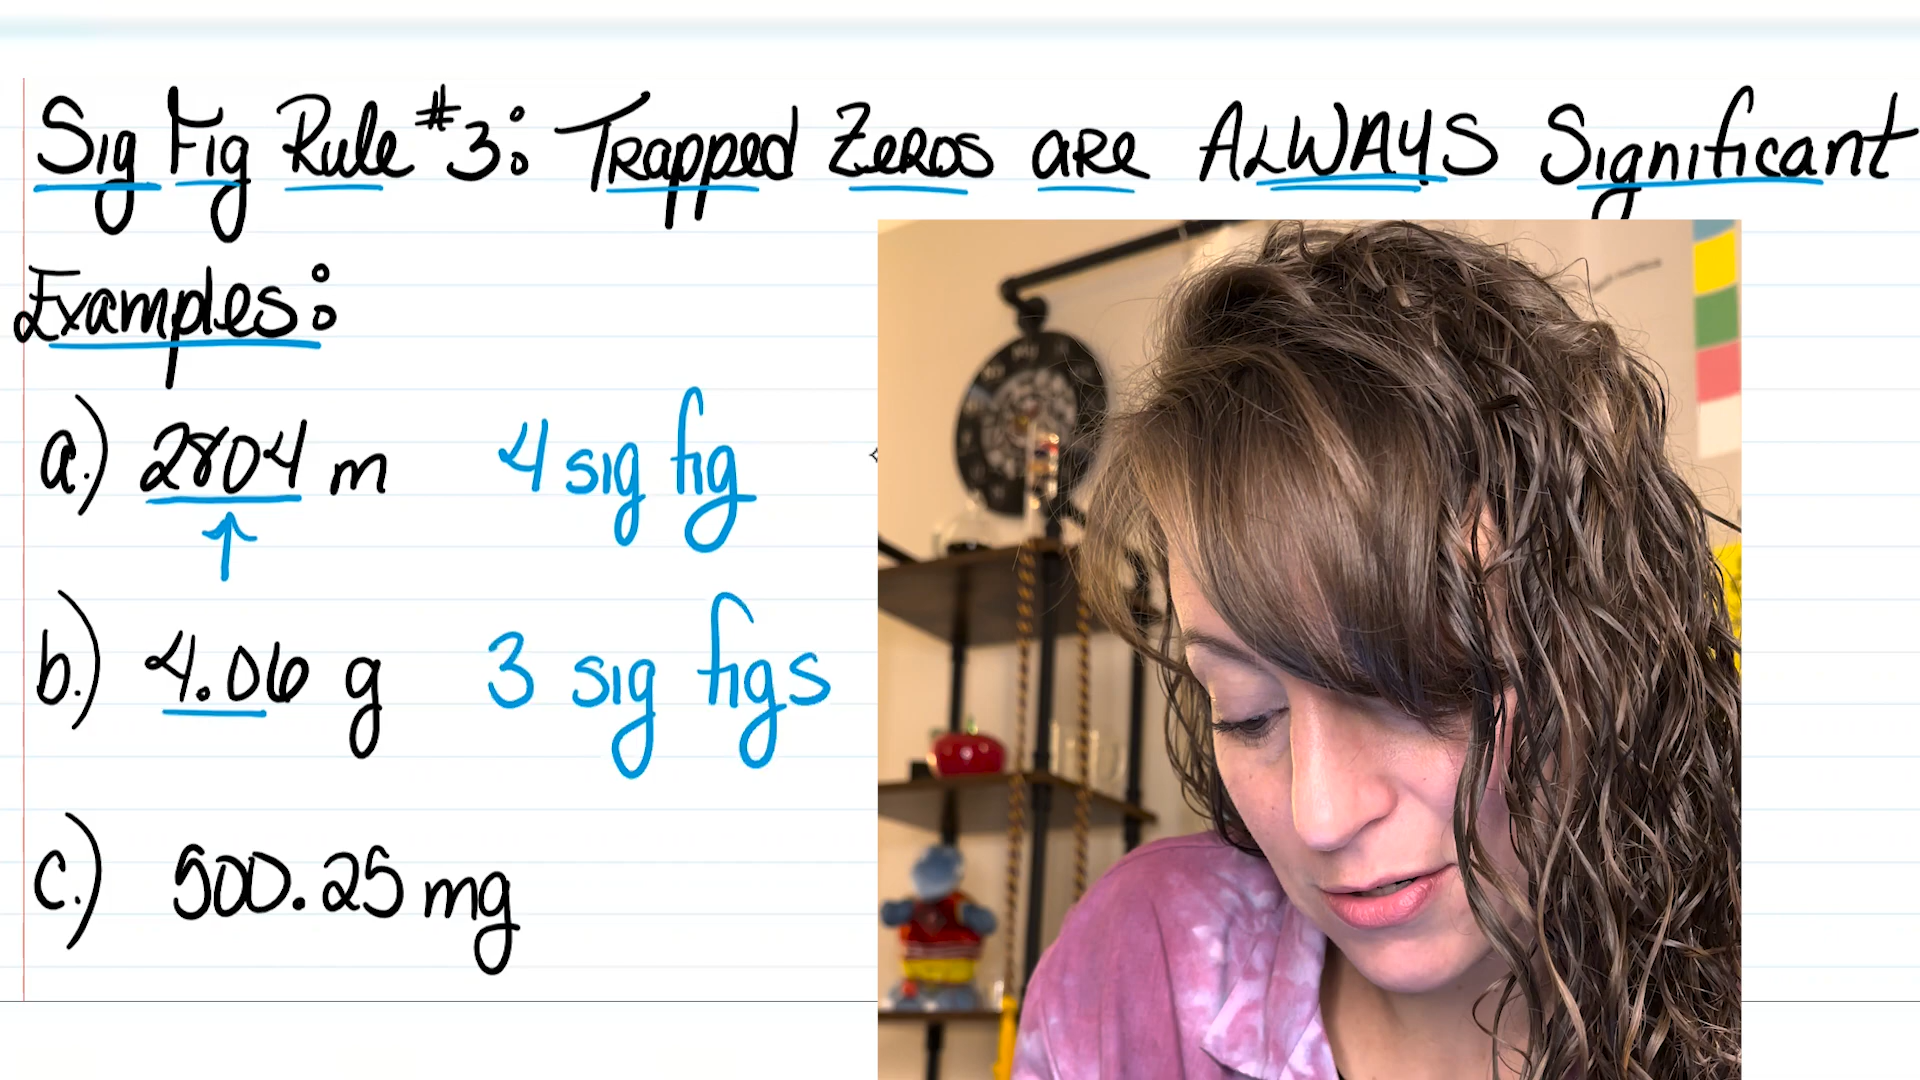 Sig Fig Rule #3: Trapped Zeros are ALWAYS Significant
Examples:
a.) 2804 m 4 sig fig
b.) 4.06 g 3 sig figs
c.) 500.25 mg